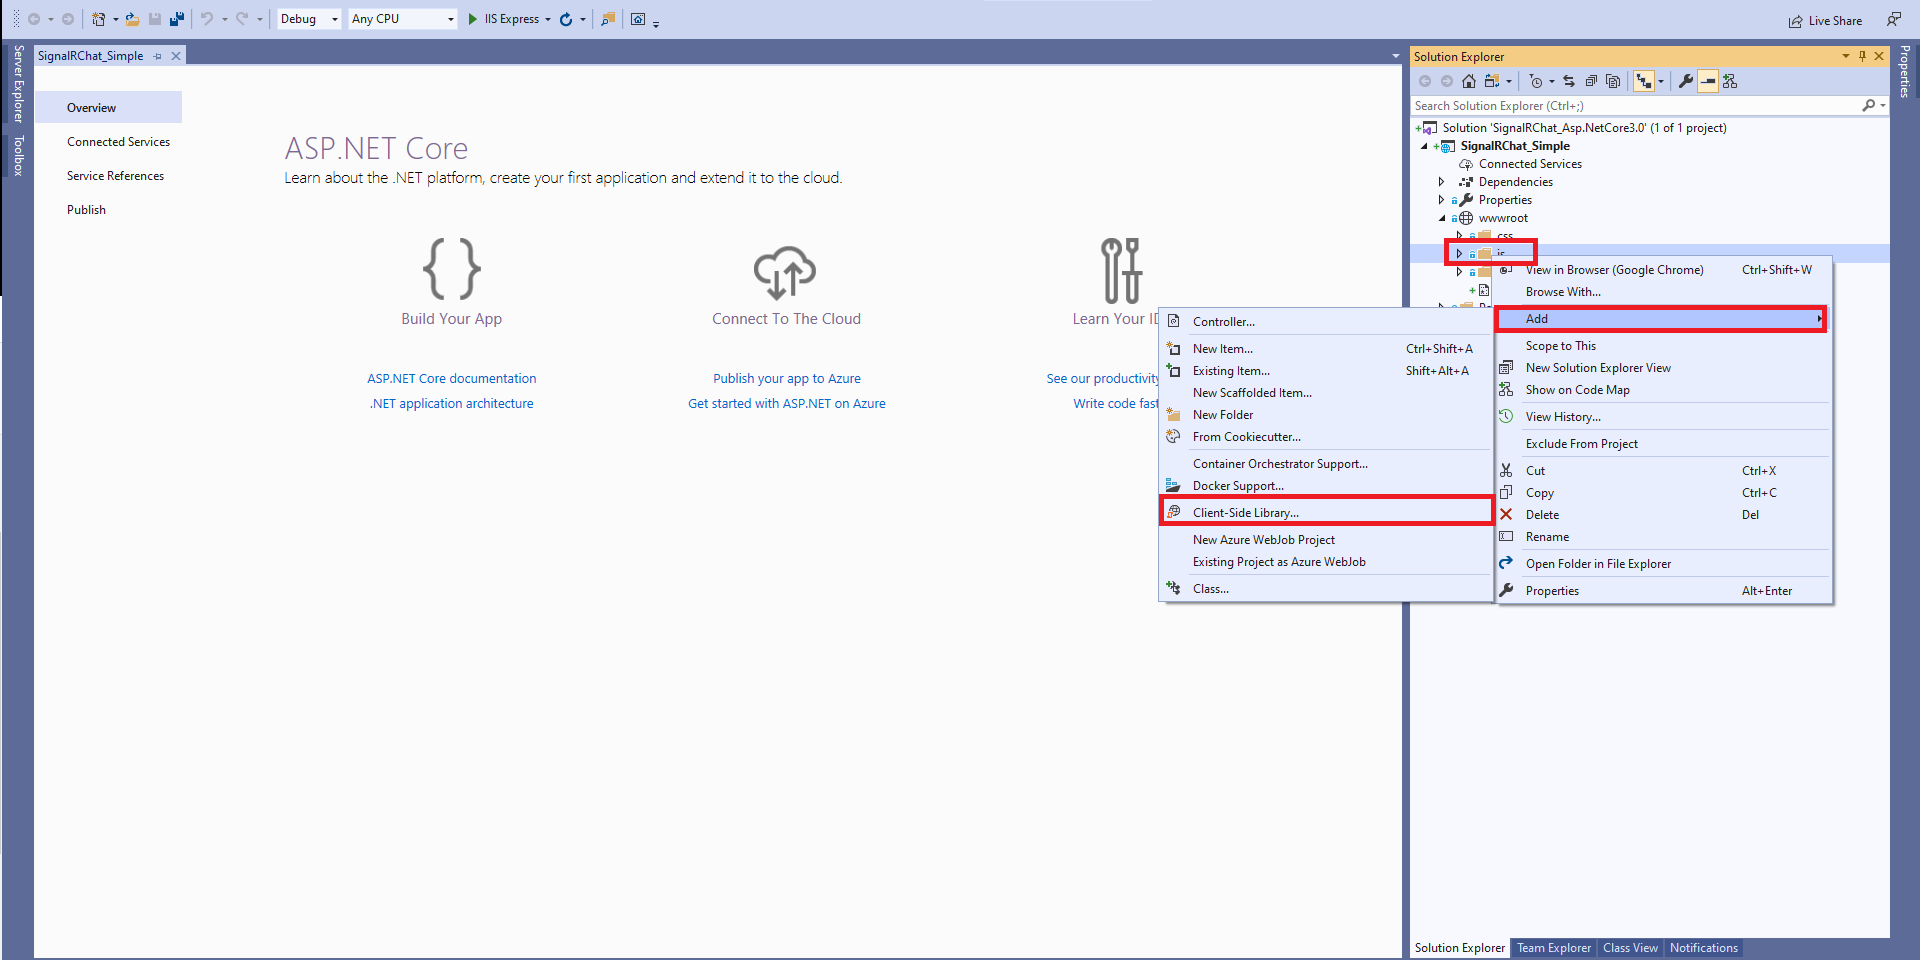 Debug
Any CPU
IIS Express
Live Share
Server Explorer
Toolbox
SignalRChat_Simple
Overview
Connected Services
Service References
Publish
ASP.NET Core
Learn about the .NET platform, create your first application and extend it to the cloud.
Build Your App
Connect To The Cloud
Learn Your ID
ASP.NET Core documentation
.NET application architecture
Publish your app to Azure
Get started with ASP.NET on Azure
See our productivity
Write code fast
Solution Explorer
Search Solution Explorer (Ctrl+;)
Solution 'SignalRChat_Asp.NetCore3.0' (1 of 1 project)
SignalRChat_Simple
Connected Services
Dependencies
Properties
wwwroot
css
js
Controller...
New Item... Ctrl+Shift+A
Existing Item... Shift+Alt+A
New Scaffolded Item...
New Folder
From Cookiecutter...
Container Orchestrator Support...
Docker Support...
Client-Side Library...
New Azure WebJob Project
Existing Project as Azure WebJob
Class...
View in Browser (Google Chrome) Ctrl+Shift+W
Browse With...
Add
Scope to This
New Solution Explorer View
Show on Code Map
View History...
Exclude From Project
Cut Ctrl+X
Copy Ctrl+C
Delete Del
Rename
Open Folder in File Explorer
Properties Alt+Enter
Solution Explorer Team Explorer Class View Notifications
Properties